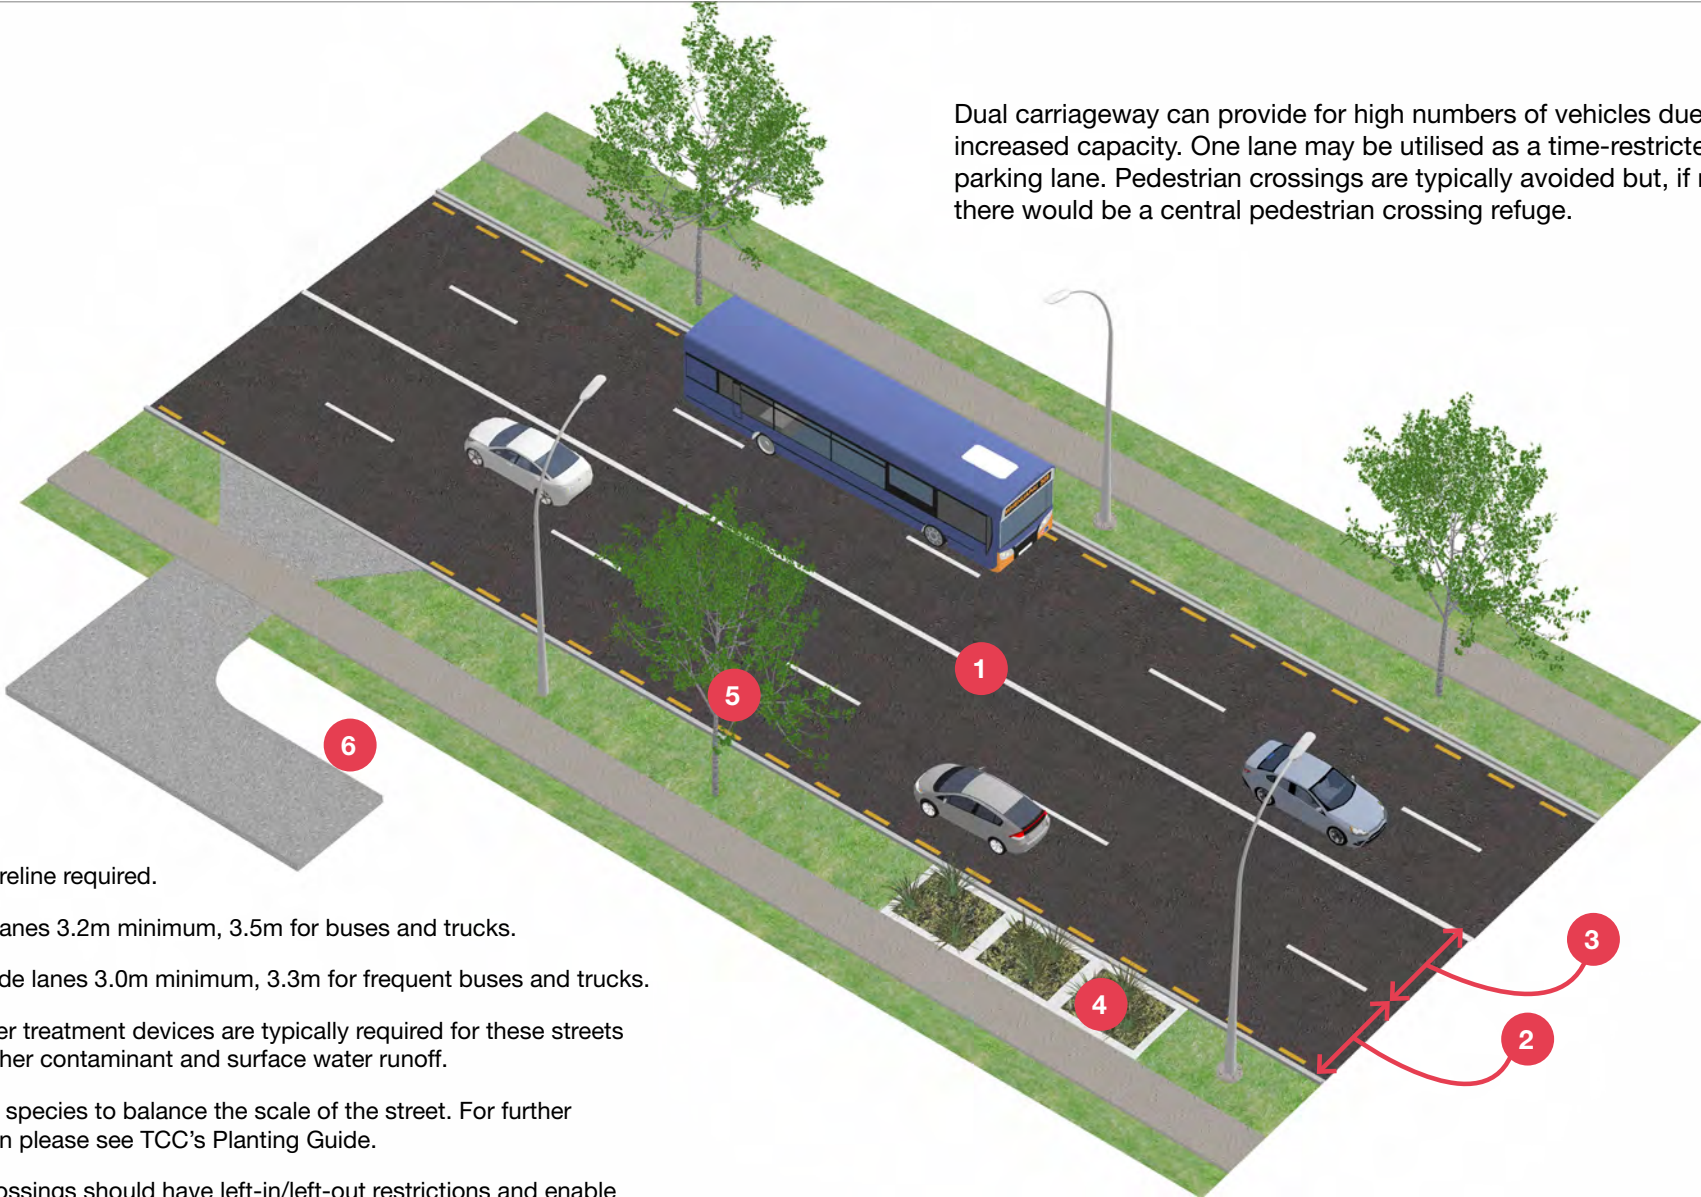 Dual carriageway can provide for high numbers of vehicles due
increased capacity. One lane may be utilised as a time-restricte
parking lane. Pedestrian crossings are typically avoided but, if
there would be a central pedestrian crossing refuge.
1
5
6
3
4
2
reline required.
anes 3.2m minimum, 3.5m for buses and trucks.
de lanes 3.0m minimum, 3.3m for frequent buses and trucks.
er treatment devices are typically required for these streets
her contaminant and surface water runoff.
species to balance the scale of the street. For further
n please see TCC's Planting Guide.
ossings should have left-in/left-out restrictions and enable